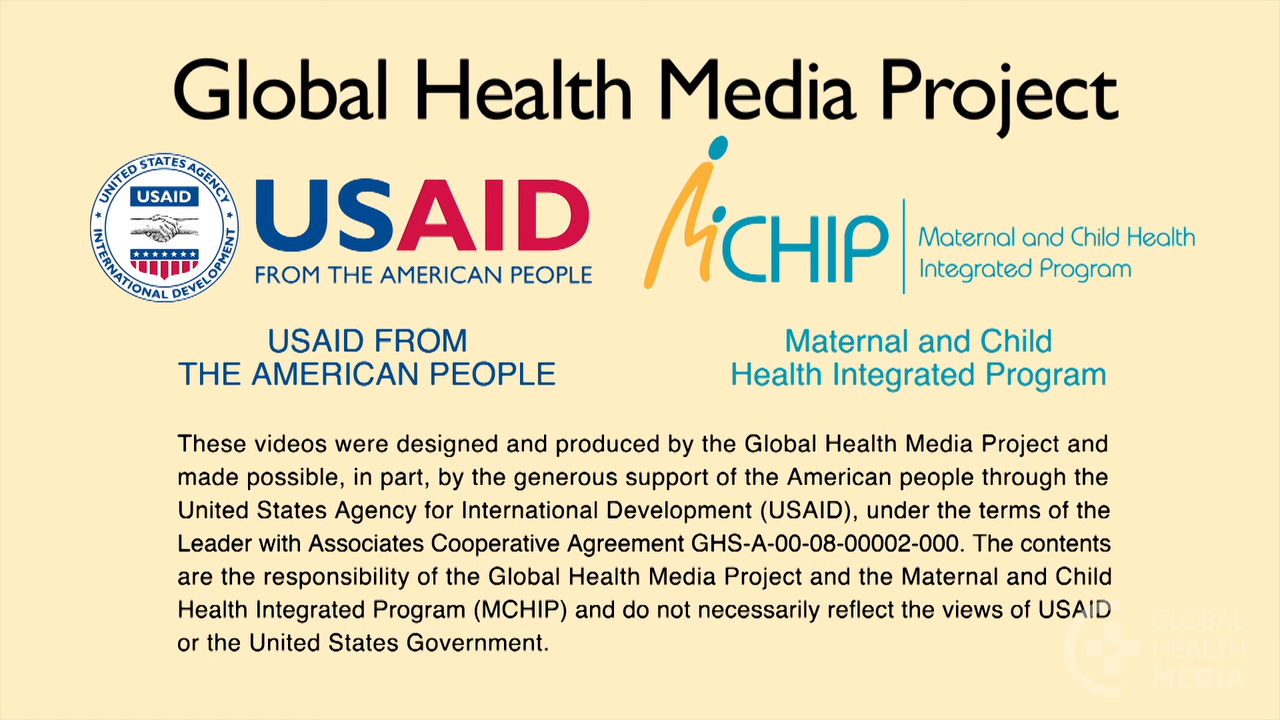 Global Health Media Project
UNITED STATES AGENCY
USAID
INTERNATIONAL DEVELOPMENT
USAID
FROM THE AMERICAN PEOPLE
MCHIP
Maternal and Child Health
Integrated Program
USAID FROM
THE AMERICAN PEOPLE
Maternal and Child
Health Integrated Program
These videos were designed and produced by the Global Health Media Project and
made possible, in part, by the generous support of the American people through the
United States Agency for International Development (USAID), under the terms of the
Leader with Associates Cooperative Agreement GHS-A-00-08-00002-000. The contents
are the responsibility of the Global Health Media Project and the Maternal and Child
Health Integrated Program (MCHIP) and do not necessarily reflect the views of USAID
or the United States Government.
GLOBAL
HEALTH
MEDIA